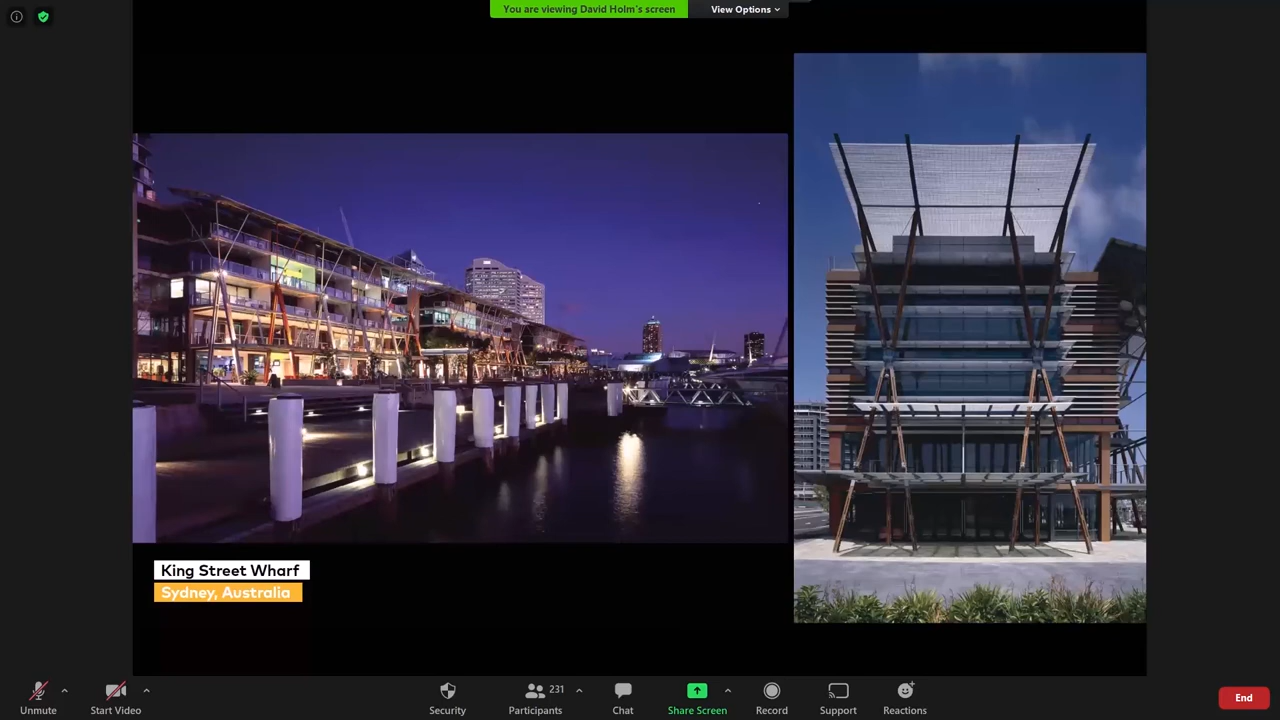 You are viewing David Holm's screen
View Options
King Street Wharf
Sydney, Australia
Unmute
Start Video
Security
Participants
231
Chat
Share Screen
Record
Support
Reactions
End